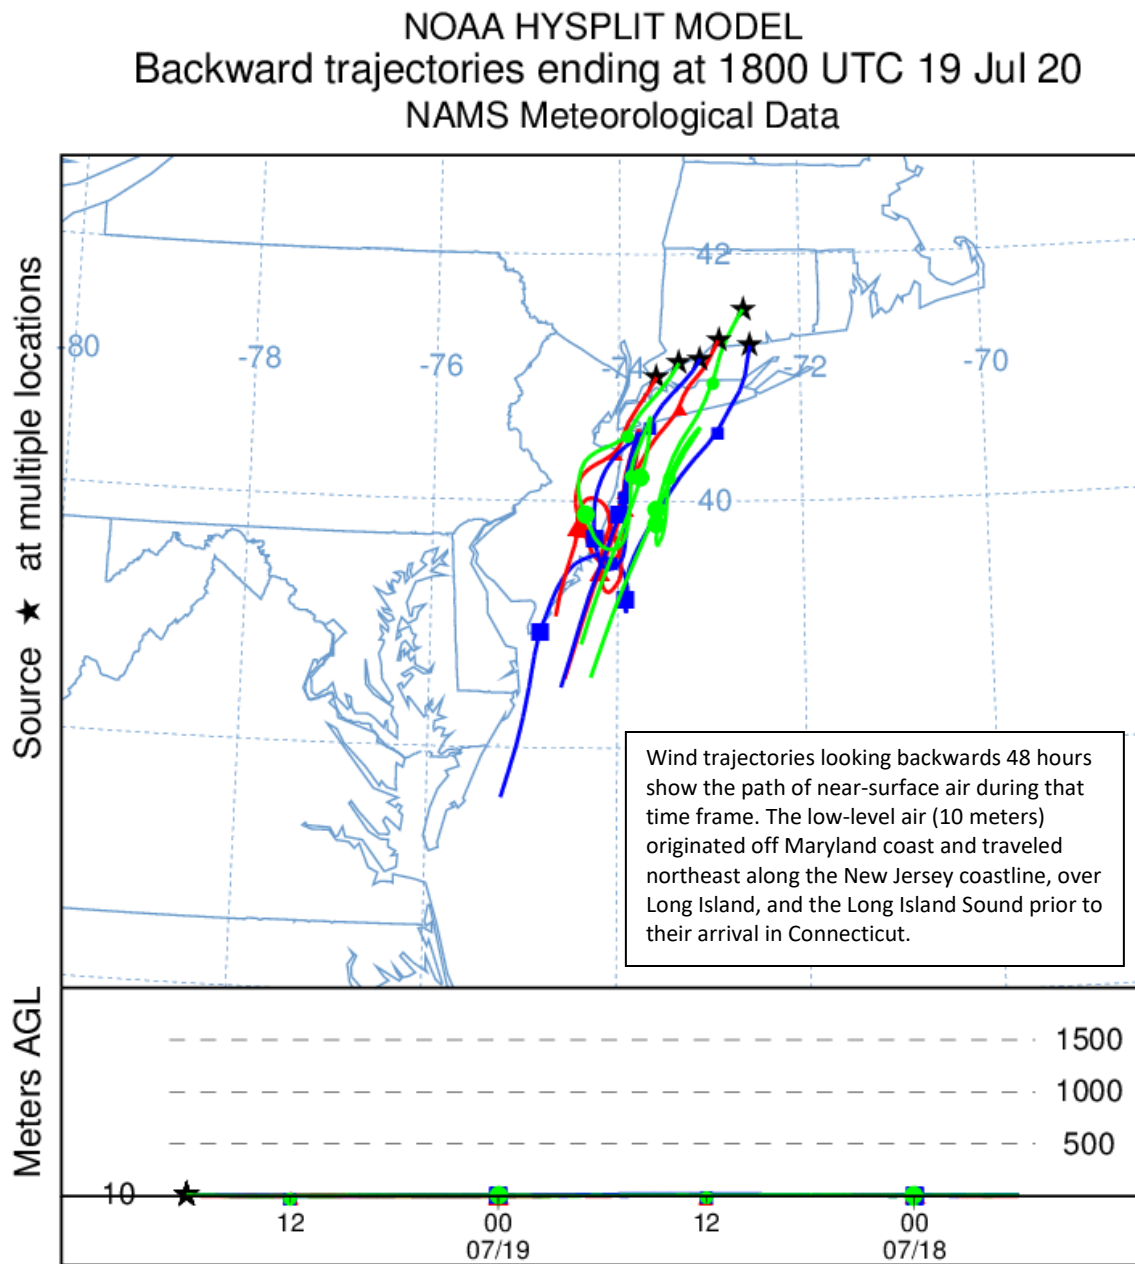 NOAA HYSPLIT MODEL
Backward trajectories ending at 1800 UTC 19 Jul 20
NAMS Meteorological Data
Source ★ at multiple locations
42
-80
-78
-76
-74
-72
-70
40
Wind trajectories looking backwards 48 hours
show the path of near-surface air during that
time frame. The low-level air (10 meters)
originated off Maryland coast and traveled
northeast along the New Jersey coastline, over
Long Island, and the Long Island Sound prior to
their arrival in Connecticut.
Meters AGL
1500
1000
500
10
12
00
12
00
07/19
07/18